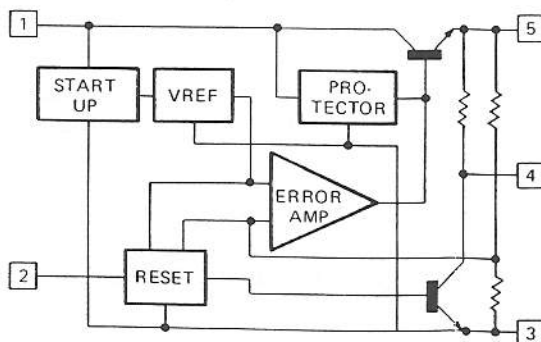 1
5
START
UP
VREF
PRO-
TECTOR
4
ERROR
AMP
2
RESET
3